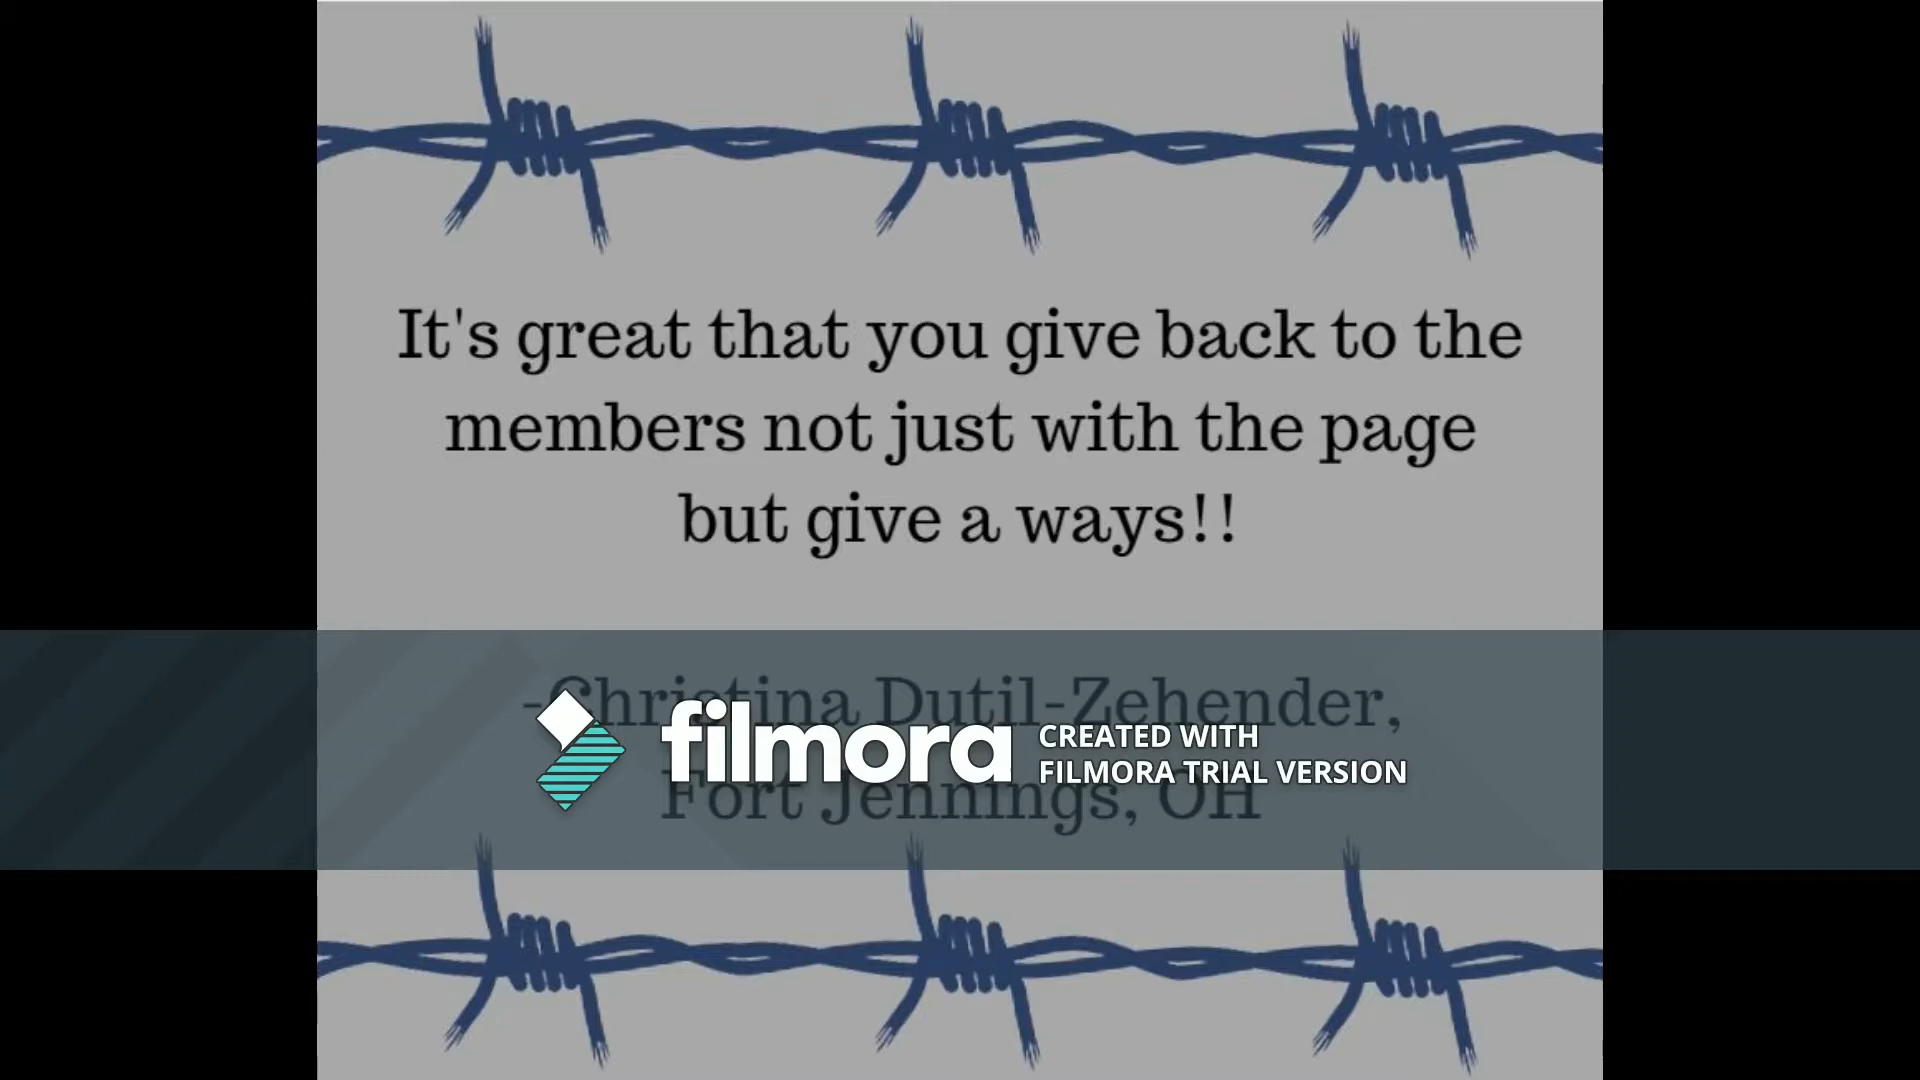 It's great that you give back to the
members not just with the page
but give a ways!!
-Christina Dutil-Zehender,
filmora
CREATED WITH
FILMORA TRIAL VERSION
Fort Jennings, OH